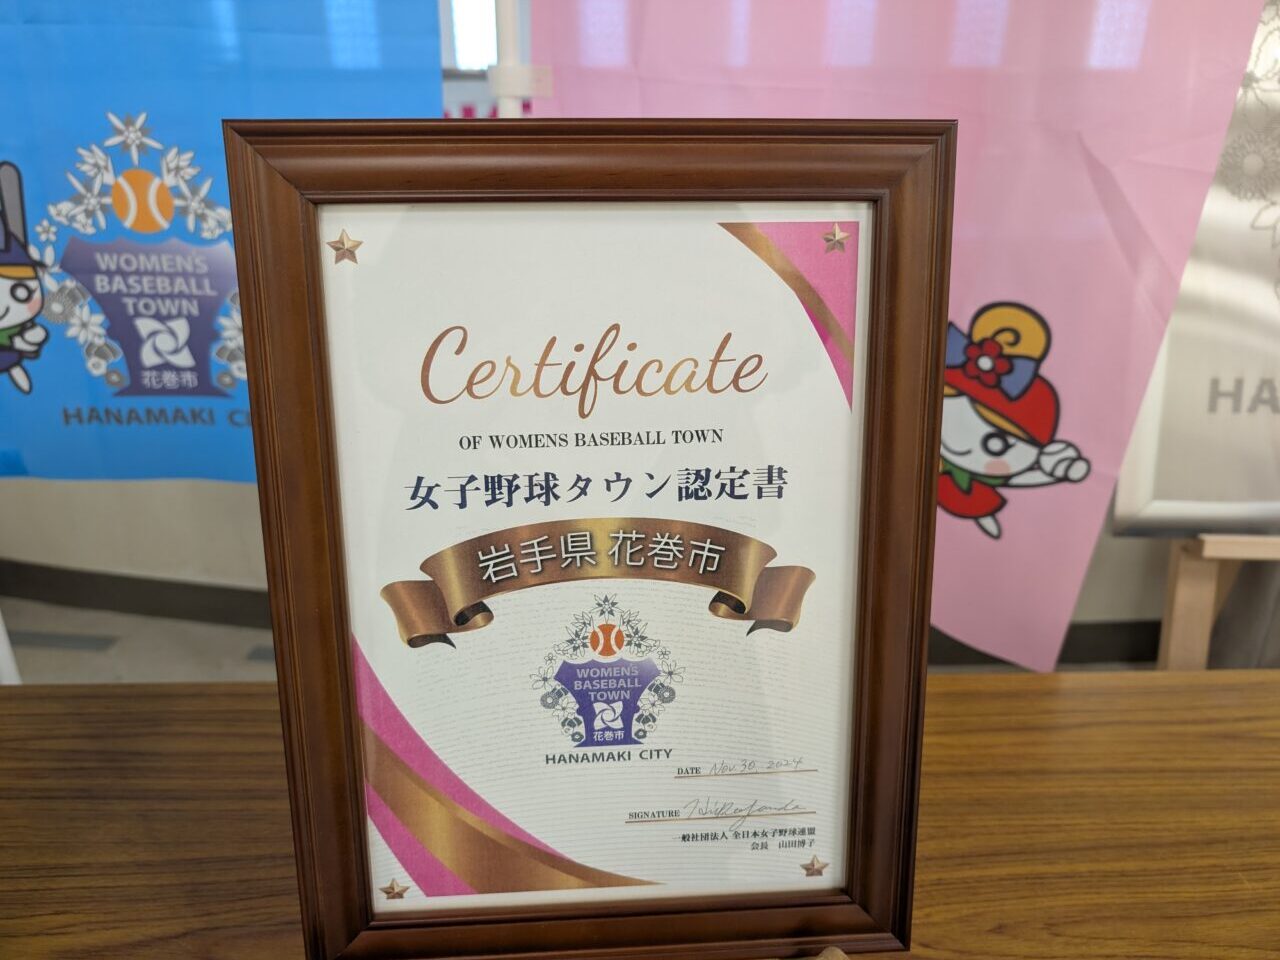 WOMEN'S
BASEBALL
TOWN
花巻市
HANAMAKI CI
Certificate
OF WOMENS BASEBALL TOWN
女子野球タウン認定書
岩手県 花巻市
WOMEN'S
BASEBALL
TOWN
花巻市
HANAMAKI CITY
DATE Nov. 30, 2024
SIGNATURE
一般社団法人 全日本女子野球連盟
会長 山田博子
HA